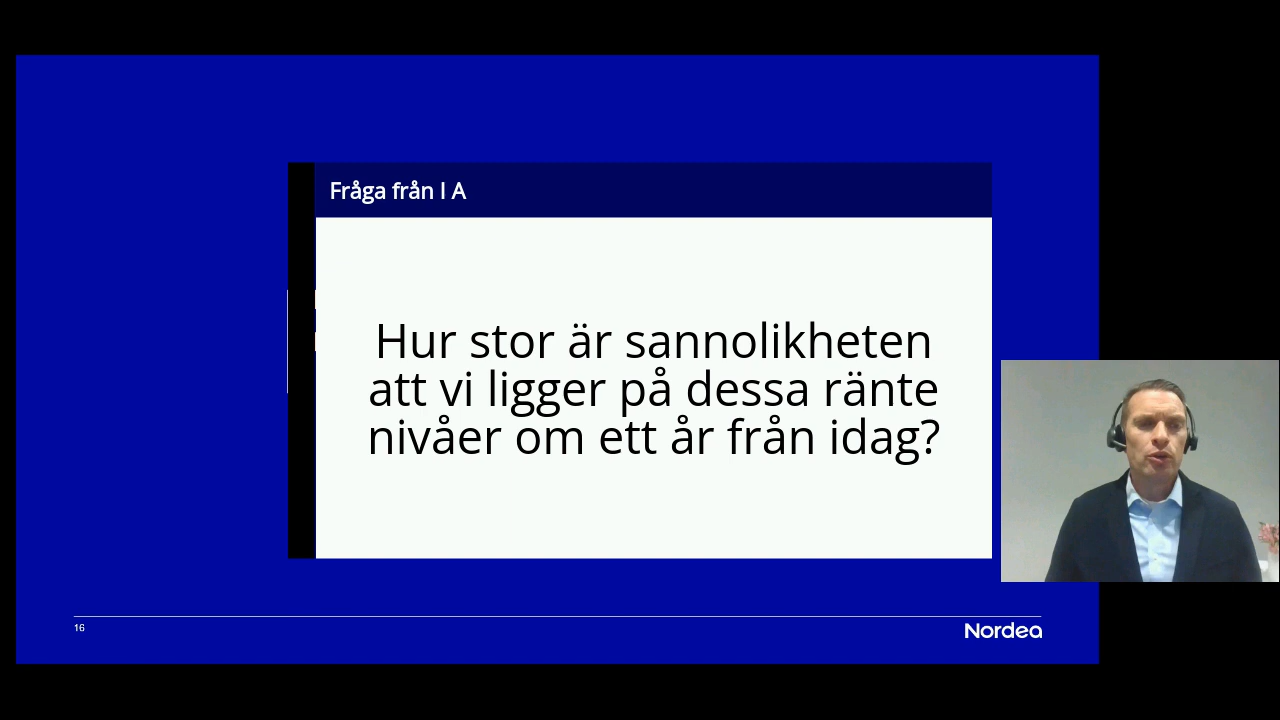 Fråga från I A
Hur stor är sannolikheten
att vi ligger på dessa ränte
nivåer om ett år från idag?
16
Nordea